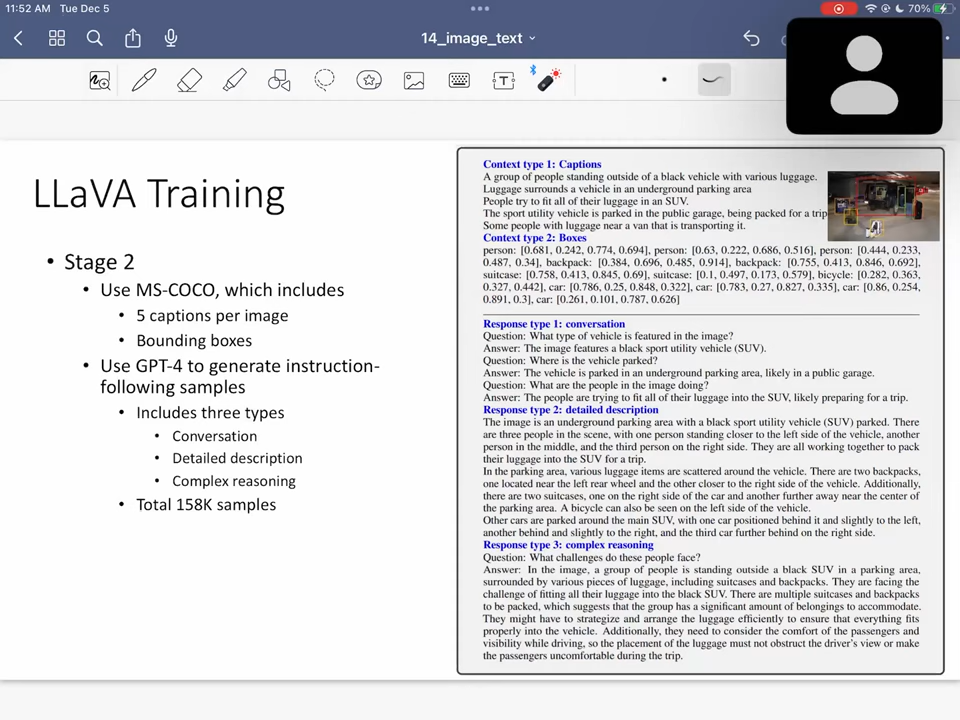 11:52 AM Tue Dec 5
70%
14_image_text
T
LLaVA Training
• Stage 2
• Use MS-COCO, which includes
• 5 captions per image
• Bounding boxes
• Use GPT-4 to generate instruction-
following samples
• Includes three types
• Conversation
• Detailed description
• Complex reasoning
• Total 158K samples
Context type 1: Captions
A group of people standing outside of a black vehicle with various luggage.
Luggage surrounds a vehicle in an underground parking area
People try to fit all of their luggage in an SUV.
The sport utility vehicle is parked in the public garage, being packed for a trip
Some people with luggage near a van that is transporting it.
Context type 2: Boxes
person: [0.681, 0.242, 0.774, 0.694], person: [0.63, 0.222, 0.686, 0.516], person: [0.444, 0.233,
0.487, 0.34], backpack: [0.384, 0.696, 0.485, 0.914], backpack: [0.755, 0.413, 0.846, 0.692],
suitcase: [0.758, 0.413, 0.845, 0.69], suitcase: [0.1, 0.497, 0.173, 0.579], bicycle: [0.282, 0.363,
0.327, 0.442], car: [0.786, 0.25, 0.848, 0.322], car: [0.783, 0.27, 0.827, 0.335], car: [0.86, 0.254,
0.891, 0.3], car: [0.261, 0.101, 0.787, 0.626]
Response type 1: conversation
Question: What type of vehicle is featured in the image?
Answer: The image features a black sport utility vehicle (SUV).
Question: Where is the vehicle parked?
Answer: The vehicle is parked in an underground parking area, likely in a public garage.
Question: What are the people in the image doing?
Answer: The people are trying to fit all of their luggage into the SUV, likely preparing for a trip.
Response type 2: detailed description
The image is an underground parking area with a black sport utility vehicle (SUV) parked. There
are three people in the scene, with one person standing closer to the left side of the vehicle, another
person in the middle, and the third person on the right side. They are all working together to pack
their luggage into the SUV for a trip.
In the parking area, various luggage items are scattered around the vehicle. There are two backpacks,
one located near the left rear wheel and the other closer to the right side of the vehicle. Additionally,
there are two suitcases, one on the right side of the car and another further away near the center of
the parking area. A bicycle can also be seen on the left side of the vehicle.
Other cars are parked around the main SUV, with one car positioned behind it and slightly to the left,
another behind and slightly to the right, and the third car further behind on the right side.
Response type 3: complex reasoning
Question: What challenges do these people face?
Answer: In the image, a group of people is standing outside a black SUV in a parking area,
surrounded by various pieces of luggage, including suitcases and backpacks. They are facing the
challenge of fitting all their luggage into the black SUV. There are multiple suitcases and backpacks
to be packed, which suggests that the group has a significant amount of belongings to accommodate.
They might have to strategize and arrange the luggage efficiently to ensure that everything fits
properly into the vehicle. Additionally, they need to consider the comfort of the passengers and
visibility while driving, so the placement of the luggage must not obstruct the driver's view or make
the passengers uncomfortable during the trip.